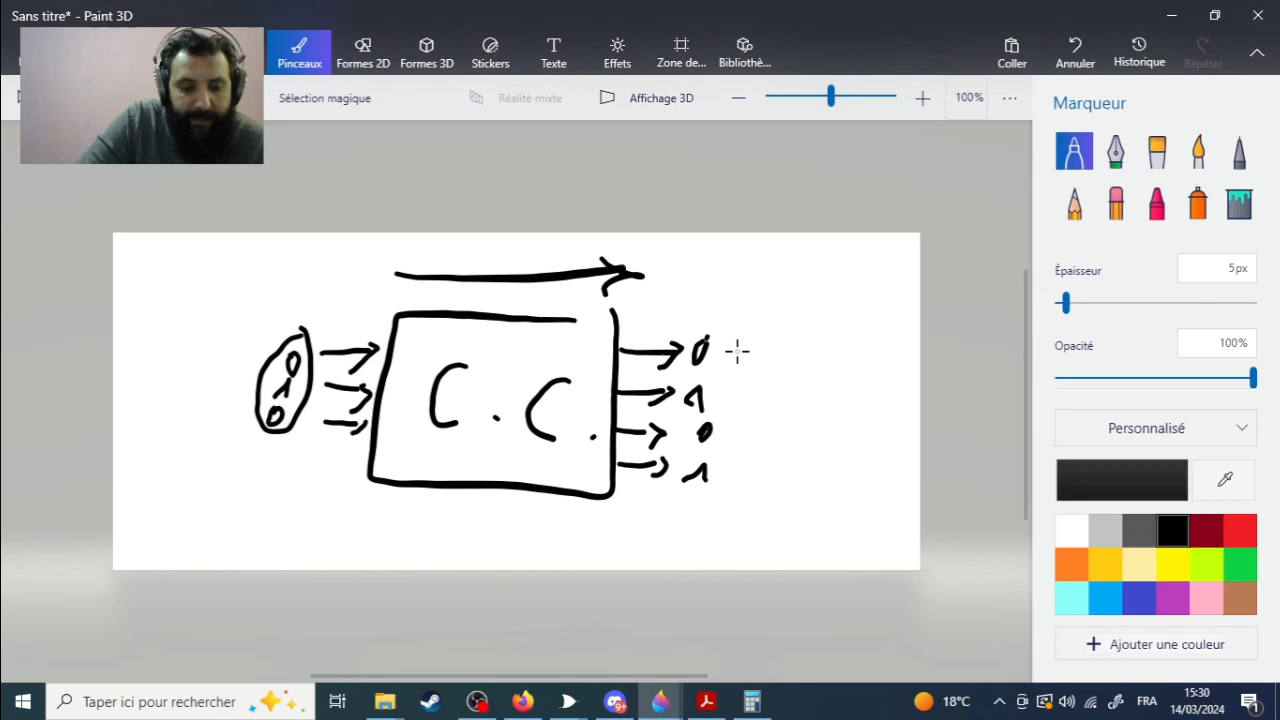 Sans titre* - Paint 3D
Pinceaux
Formes 2D
Formes 3D
Stickers
Texte
Effets
Zone de...
Bibliothè...
Coller
Annuler
Historique
Répéter
Sélection magique
Réalité mixte
Affichage 3D
100%
Marqueur
Épaisseur
5px
Opacité
100%
Personnalisé
Ajouter une couleur
0
1
0
C.C.
0
1
0
1
Taper ici pour rechercher
9+
18°C
FRA
15:30
14/03/2024
1